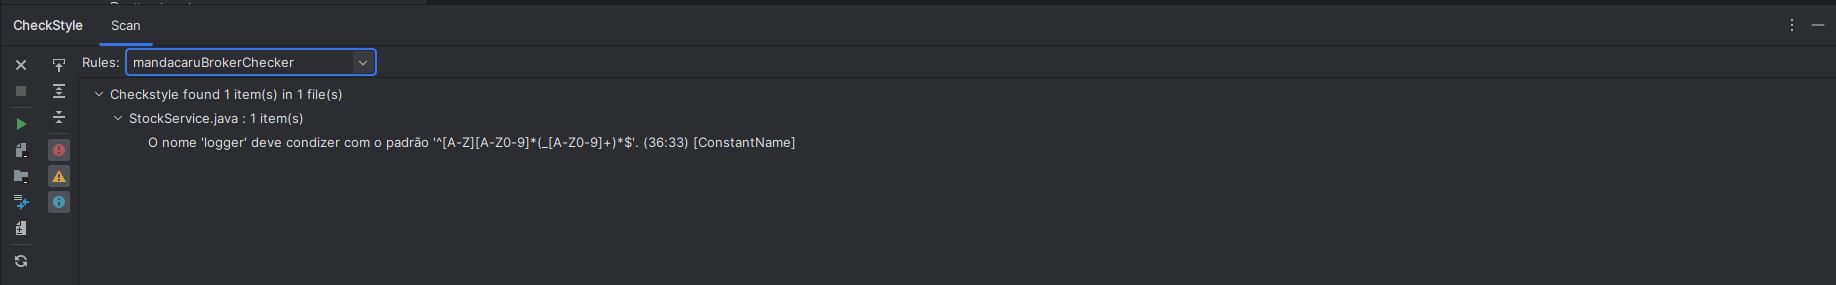 CheckStyle Scan
Rules: mandacaruBrokerChecker
Checkstyle found 1 item(s) in 1 file(s)
StockService.java : 1 item(s)
O nome 'logger' deve condizer com o padrão '^[A-Z][A-Z0-9]*(_[A-Z0-9]+)*$'. (36:33) [ConstantName]